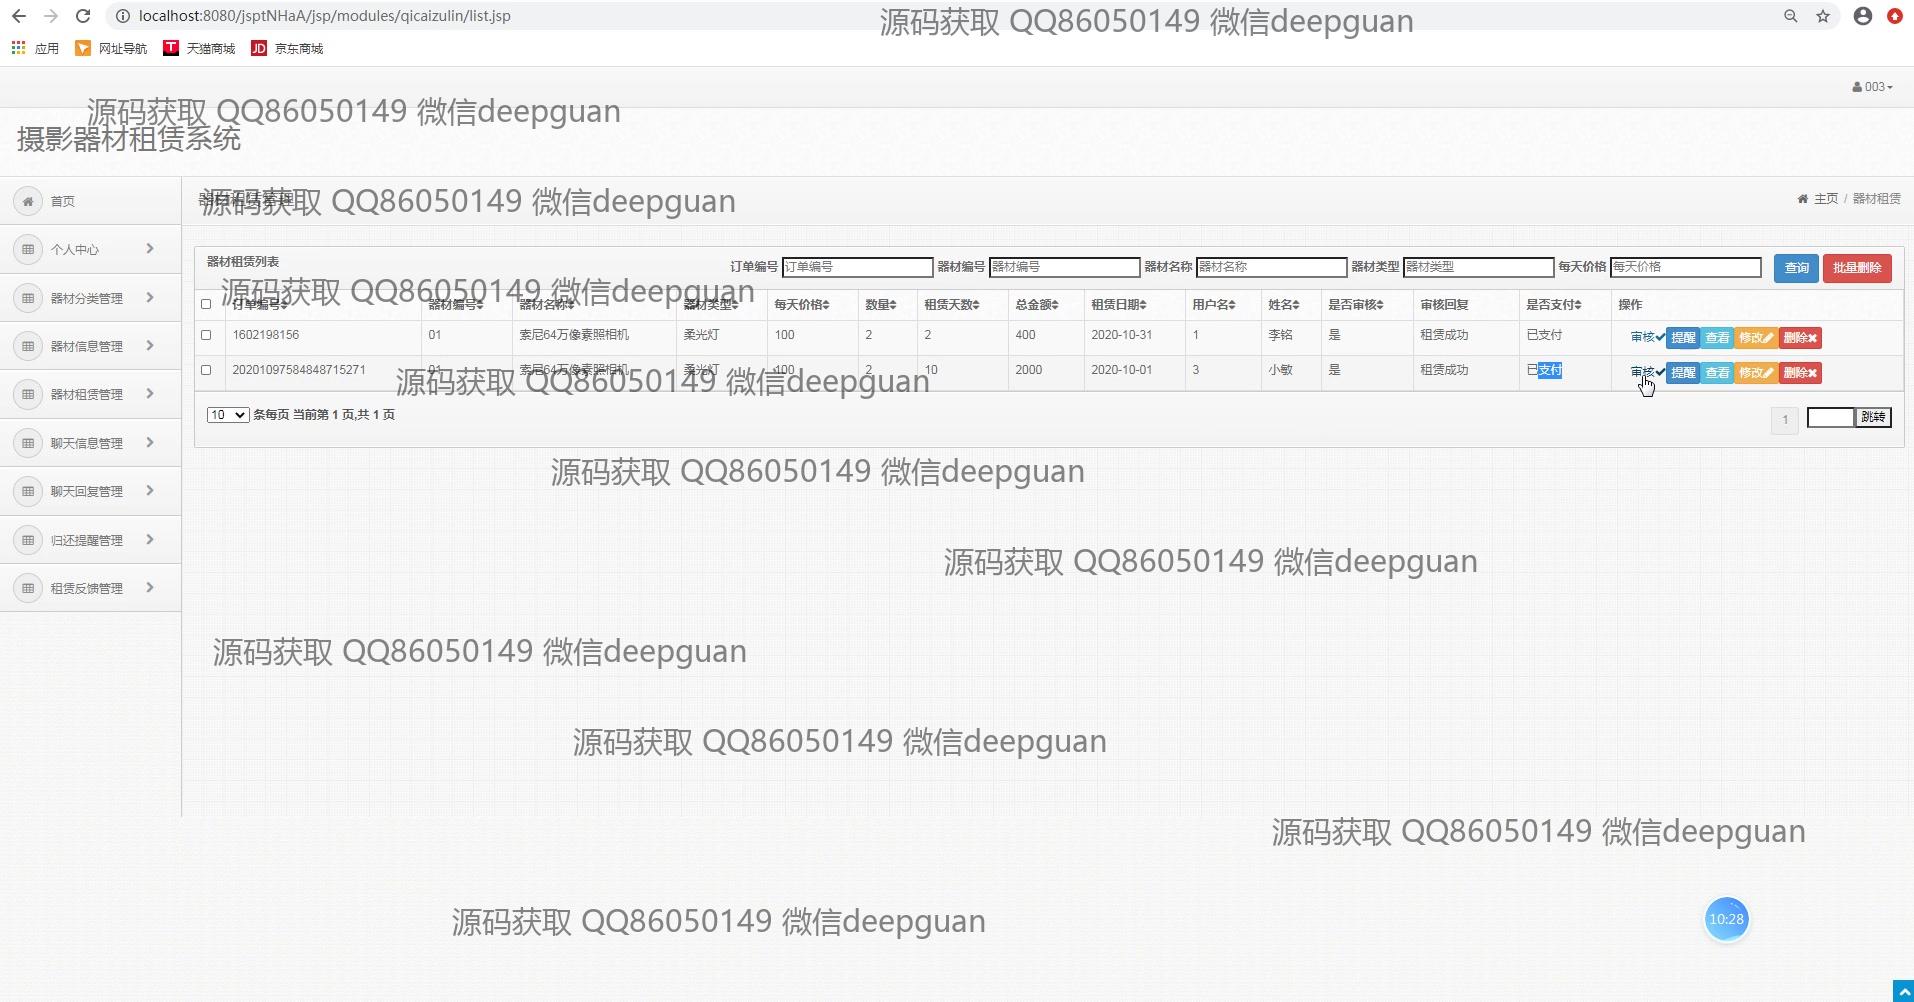 localhost:8080/jsptNHaA/jsp/modules/qicaizulin/list.jsp
源码获取 QQ86050149 微信deepguan
应用 网址导航 T 天猫商城 JD 京东商城
003
源码获取 QQ86050149 微信deepguan
摄影器材租赁系统
首页
个人中心
器材分类管理
器材信息管理
器材租赁管理
聊天信息管理
聊天回复管理
归还提醒管理
租赁反馈管理
源码获取 QQ86050149 微信deepguan
器材租赁管理
主页 / 器材租赁
器材租赁列表
订单编号 订单编号 器材编号 器材编号 器材名称 器材名称 器材类型 器材类型 每天价格 每天价格 查询 批量删除
源码获取 QQ86050149 微信deepguan
订单编号 器材编号 器材名称 器材类型 每天价格 数量 租赁天数 总金额 租赁日期 用户名 姓名 是否审核 审核回复 是否支付 操作
1602198156 01 索尼64万像素照相机 柔光灯 100 2 2 400 2020-10-31 1 李铭 是 租赁成功 已支付 审核 提醒 查看 修改 删除
20201097584848715271 01 索尼64万像素照相机 柔光灯 100 2 10 2000 2020-10-01 3 小敏 是 租赁成功 已支付 审核 提醒 查看 修改 删除
源码获取 QQ86050149 微信deepguan
10 条每页 当前第 1 页,共 1 页
1 跳转
源码获取 QQ86050149 微信deepguan
源码获取 QQ86050149 微信deepguan
源码获取 QQ86050149 微信deepguan
源码获取 QQ86050149 微信deepguan
源码获取 QQ86050149 微信deepguan
源码获取 QQ86050149 微信deepguan
10:28